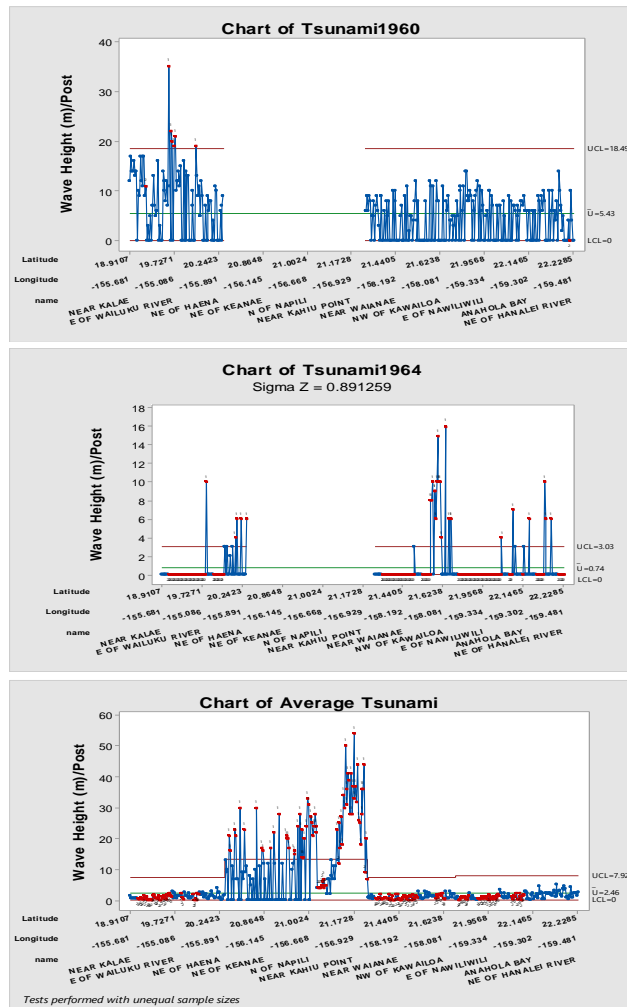 Chart of Tsunami1960
Wave Height (m)/Post
40
30
20
10
0
UCL=18.49
U=5.43
LCL=0
Latitude 18.9107 19.7271 20.2423 20.8648 21.0024 21.1728 21.4405 21.6238 21.9568 22.1465 22.2285
Longitude -155.681 -155.086 -155.891 -156.145 -156.668 -156.929 -158.192 -158.081 -159.334 -159.302 -159.481
name NEAR KALAE E OF WAILUKU RIVER NE OF HAENA NE OF KEANAE N OF NAPILI NEAR KAHIU POINT NEAR WAIANAE NW OF KAWAILOA E OF NAWILIWILI ANAHOLA BAY NE OF HANALEI RIVER
Chart of Tsunami1964
Sigma Z = 0.891259
Wave Height (m)/Post
18
16
14
12
10
8
6
4
2
0
UCL=3.03
U=0.74
LCL=0
Latitude 18.9107 19.7271 20.2423 20.8648 21.0024 21.1728 21.4405 21.6238 21.9568 22.1465 22.2285
Longitude -155.681 -155.086 -155.891 -156.145 -156.668 -156.929 -158.192 -158.081 -159.334 -159.302 -159.481
name NEAR KALAE E OF WAILUKU RIVER NE OF HAENA NE OF KEANAE N OF NAPILI NEAR KAHIU POINT NEAR WAIANAE NW OF KAWAILOA E OF NAWILIWILI ANAHOLA BAY NE OF HANALEI RIVER
Chart of Average Tsunami
Wave Height (m)/Post
60
50
40
30
20
10
0
UCL=7.92
U=2.46
LCL=0
Latitude 18.9107 19.7271 20.2423 20.8648 21.0024 21.1728 21.4405 21.6238 21.9568 22.1465 22.2285
Longitude -155.681 -155.086 -155.891 -156.145 -156.668 -156.929 -158.192 -158.081 -159.334 -159.302 -159.481
name NEAR KALAE E OF WAILUKU RIVER NE OF HAENA NE OF KEANAE N OF NAPILI NEAR KAHIU POINT NEAR WAIANAE NW OF KAWAILOA E OF NAWILIWILI ANAHOLA BAY NE OF HANALEI RIVER
Tests performed with unequal sample sizes